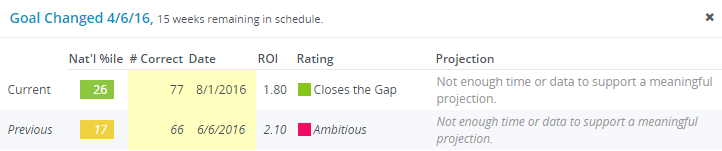 Goal Changed 4/6/16, 15 weeks remaining in schedule. ✖
Nat'l %ile # Correct Date ROI Rating Projection
Current 26 77 8/1/2016 1.80 Closes the Gap Not enough time or data to support a meaningful
projection.
Previous 17 66 6/6/2016 2.10 Ambitious Not enough time or data to support a meaningful
projection.